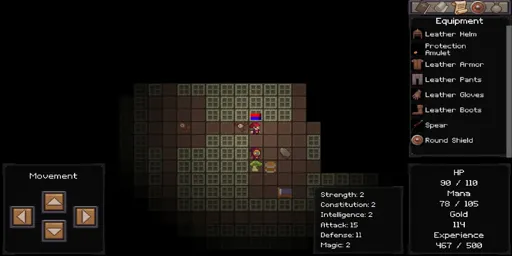 Equipment
Leather Helm
Protection
Amulet
Leather Armor
Leather Pants
Leather Gloves
Leather Boots
Spear
Round Shield
Movement
Strength: 2
Constitution: 2
Intelligence: 2
Attack: 15
Defense: 11
Magic: 2
HP
90 / 110
Mana
78 / 105
Gold
114
Experience
467 / 500